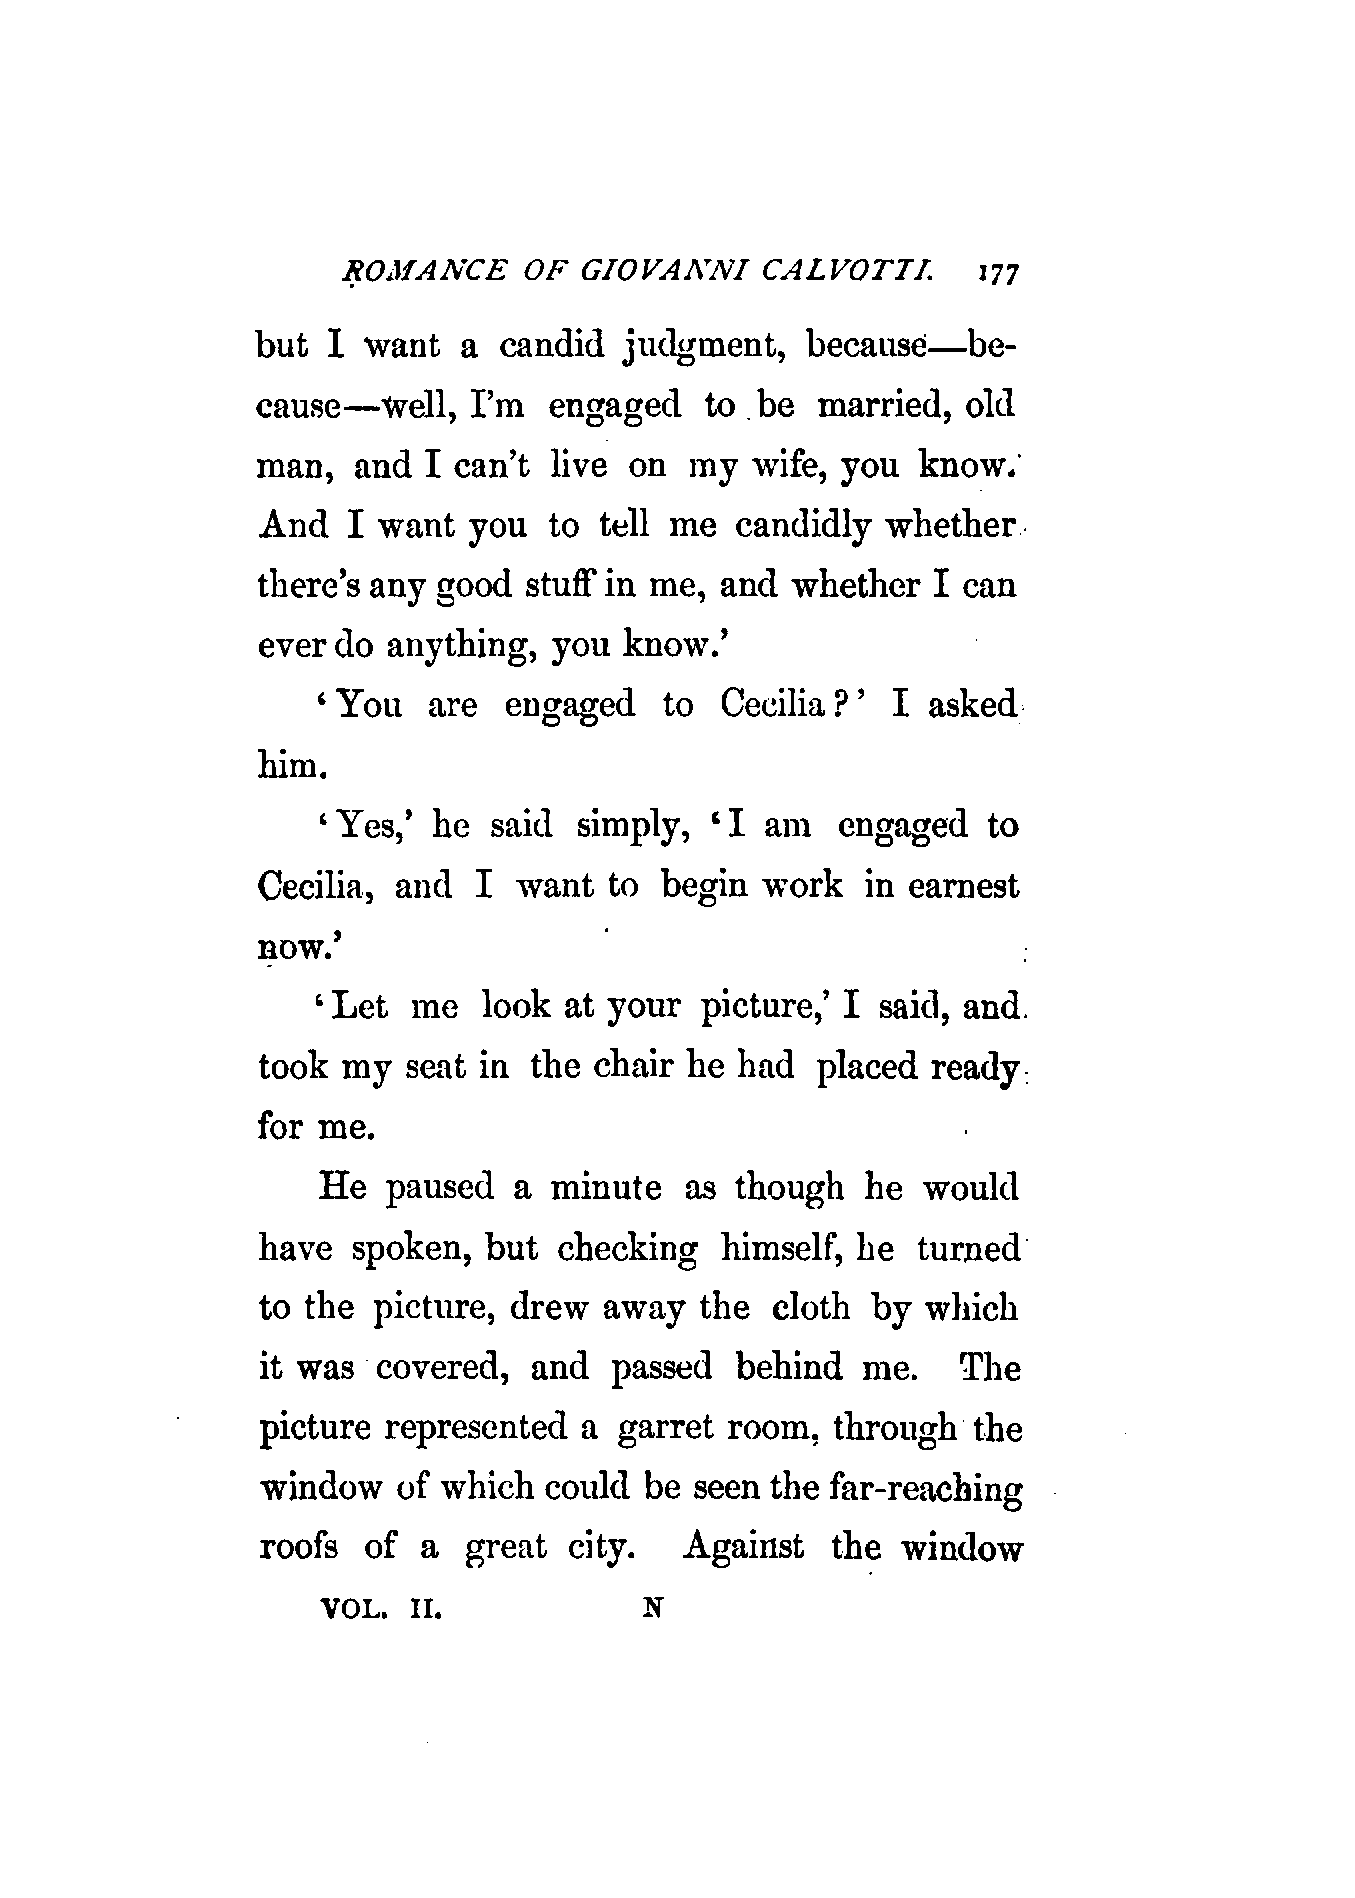 ROMANCE OF GIOVANNI CALVOTTI. 177
but I want a candid judgment, because—be-
cause—well, I'm engaged to be married, old
man, and I can't live on my wife, you know.
And I want you to tell me candidly whether
there's any good stuff in me, and whether I can
ever do anything, you know.'
‘You are engaged to Cecilia?’ I asked
him.
‘Yes,’ he said simply, ‘I am engaged to
Cecilia, and I want to begin work in earnest
now.’
‘Let me look at your picture,’ I said, and
took my seat in the chair he had placed ready
for me.
He paused a minute as though he would
have spoken, but checking himself, he turned
to the picture, drew away the cloth by which
it was covered, and passed behind me. The
picture represented a garret room, through the
window of which could be seen the far-reaching
roofs of a great city. Against the window
VOL. II. N